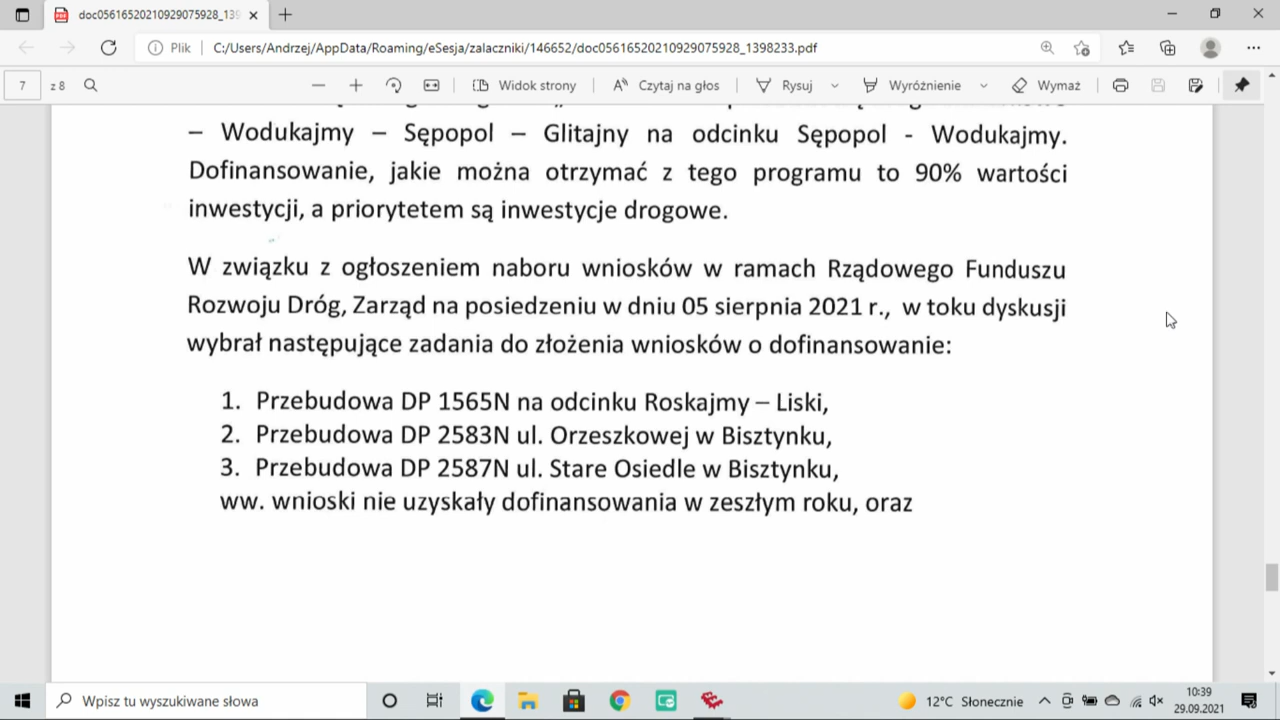 doc05616520210929075928_139
Plik
C:/Users/Andrzej/AppData/Roaming/eSesja/zalaczniki/146652/doc05616520210929075928_1398233.pdf
7 z 8
Widok strony
Czytaj na głos
Rysuj
Wyróżnienie
Wymaż
– Wodukajmy – Sępopol – Glitajny na odcinku Sępopol - Wodukajmy.
Dofinansowanie, jakie można otrzymać z tego programu to 90% wartości
inwestycji, a priorytetem są inwestycje drogowe.
W związku z ogłoszeniem naboru wniosków w ramach Rządowego Funduszu
Rozwoju Dróg, Zarząd na posiedzeniu w dniu 05 sierpnia 2021 r., w toku dyskusji
wybrał następujące zadania do złożenia wniosków o dofinansowanie:
1. Przebudowa DP 1565N na odcinku Roskajmy – Liski,
2. Przebudowa DP 2583N ul. Orzeszkowej w Bisztynku,
3. Przebudowa DP 2587N ul. Stare Osiedle w Bisztynku,
ww. wnioski nie uzyskały dofinansowania w zeszłym roku, oraz
Wpisz tu wyszukiwane słowa
12°C Słonecznie
10:39
29.09.2021